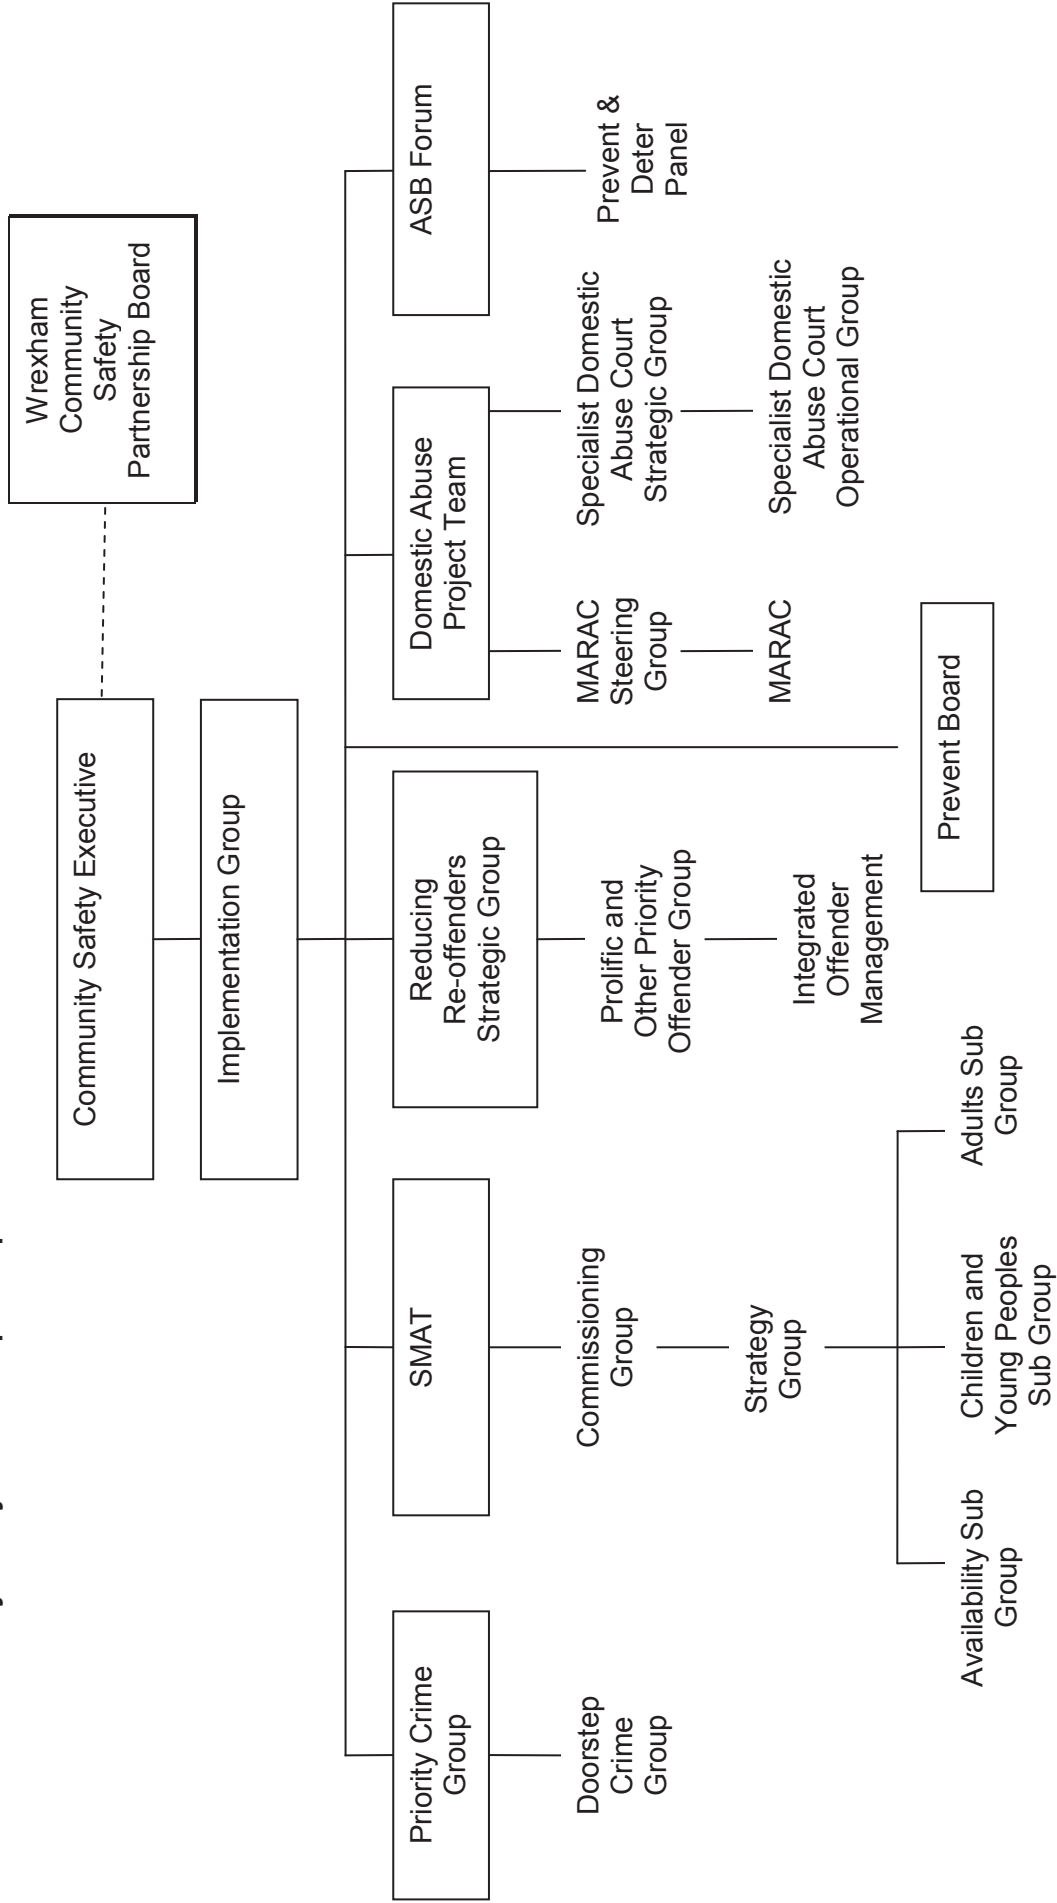 Wrexham
Community
Safety
Partnership Board
Community Safety Executive
Implementation Group
Priority Crime
Group
SMAT
Reducing
Re-offenders
Strategic Group
Domestic Abuse
Project Team
ASB Forum
Doorstep
Crime
Group
Commissioning
Group
Strategy
Group
Availability Sub
Group
Children and
Young Peoples
Sub Group
Adults Sub
Group
Prolific and
Other Priority
Offender Group
Integrated
Offender
Management
Prevent Board
MARAC
Steering
Group
MARAC
Specialist Domestic
Abuse Court
Strategic Group
Specialist Domestic
Abuse Court
Operational Group
Prevent &
Deter
Panel